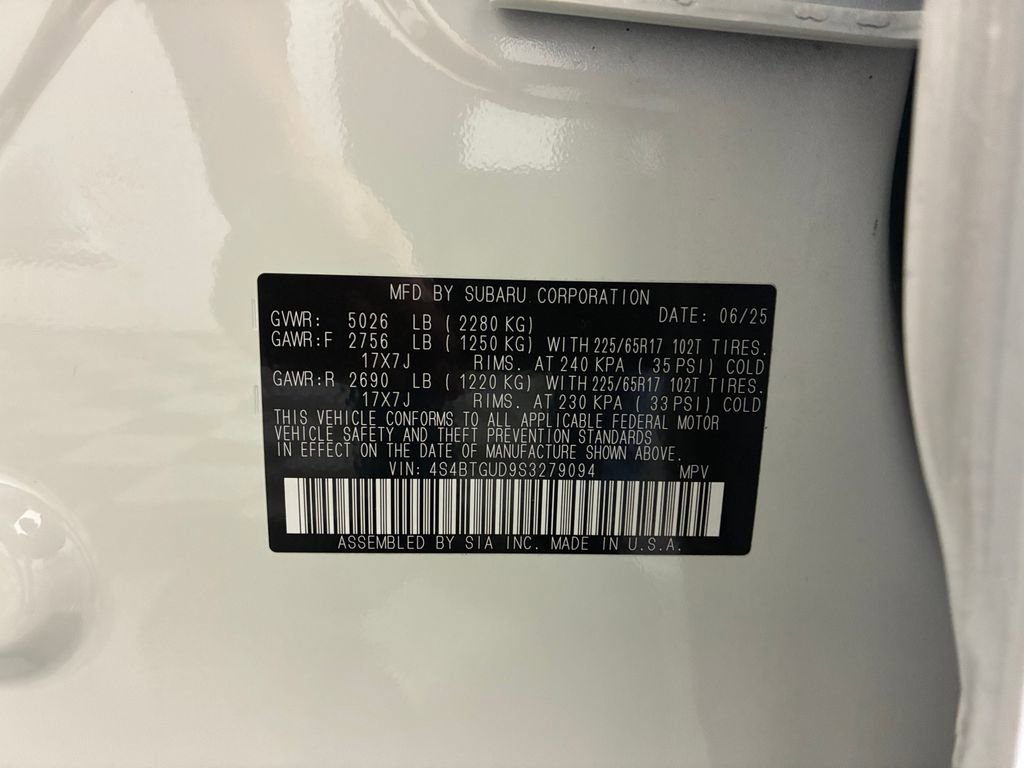 MFD BY SUBARU CORPORATION
GVWR: 5026 LB ( 2280 KG) DATE: 06/25
GAWR:F 2756 LB ( 1250 KG) WITH 225/65R17 102T TIRES.
17X7J RIMS. AT 240 KPA ( 35 PSI) COLD
GAWR:R 2690 LB ( 1220 KG) WITH 225/65R17 102T TIRES.
17X7J RIMS. AT 230 KPA ( 33 PSI) COLD
THIS VEHICLE CONFORMS TO ALL APPLICABLE FEDERAL MOTOR
VEHICLE SAFETY AND THEFT PREVENTION STANDARDS
IN EFFECT ON THE DATE OF MANUFACTURE SHOWN ABOVE.
VIN: 4S4BTGUD9S3279094 MPV
ASSEMBLED BY SIA INC. MADE IN U.S.A.